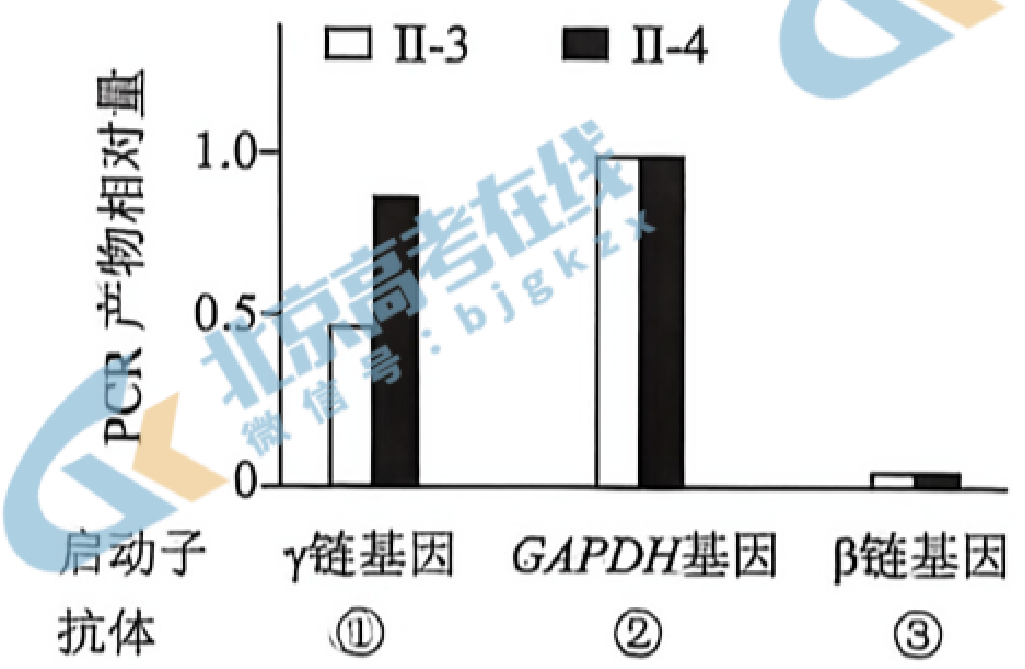 Ⅱ-3 Ⅱ-4
PCR 产物相对量
1.0
0.5
0
北京高考在线
微信号：bjgkzx
启动子 γ链基因 GAPDH基因 β链基因
抗体 ① ② ③